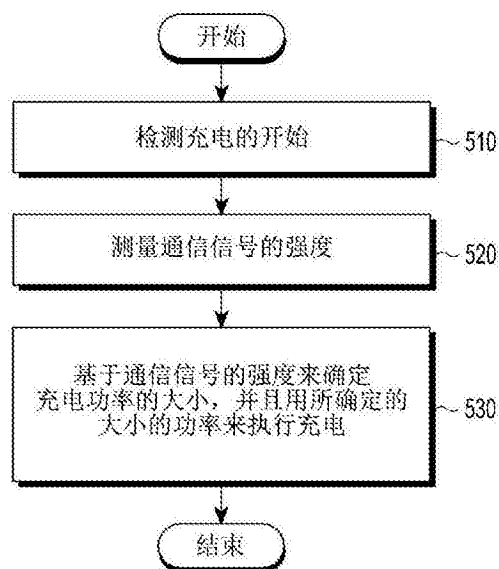 开始
检测充电的开始
510
测量通信信号的强度
520
基于通信信号的强度来确定
充电功率的大小，并且用所确定的
大小的功率来执行充电
530
结束